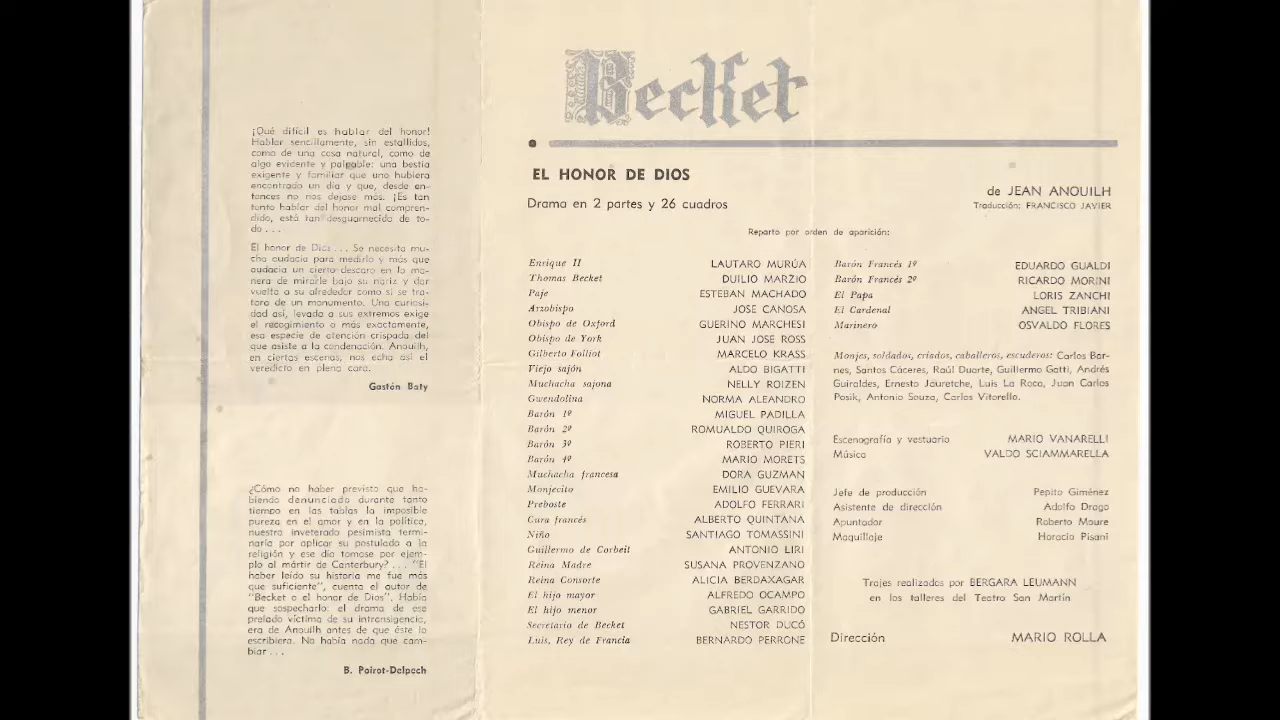 ¡Qué difícil es hablar del honor!
Hablar sencillamente, sin estallidos,
como de una cosa natural, como de
algo evidente y palpable: una bestia
exigente y familiar que uno hubiera
encontrado un día y que, desde en-
tonces no nos dejase más. ¡Es tan
tonto hablar del honor mal compren-
dido, está tan desguarnecido de to-
do . . .
El honor de Dios . . . Se necesita mu-
cha audacia para medirlo y más que
audacia un cierto descaro en la ma-
nera de mirarle bajo su nariz y dar
vuelta a su alrededor como si se tra-
tara de un monumento. Una curiosi-
dad así, levada a sus extremos exige
el recogimiento o más exactamente,
esa especie de atención crispada del
que asiste a la condenación. Anouilh,
en ciertas escenas, nos echa así el
veredicto en plena cara.
Gastón Baty
¿Cómo no haber previsto que ha-
biendo denunciado durante tanto
tiempo en las tablas la imposible
pureza en el amor y en la política,
nuestro inveterado pesimista termi-
naría por aplicar su postulado a la
religión y ese día tomase por ejem-
plo al mártir de Canterbury? . . . "El
haber leído su historia me fue más
que suficiente", cuenta el autor de
"Becket o el honor de Dios". Había
que sospecharlo: el drama de ese
prelado víctima de su intransigencia,
era de Anouilh antes de que éste lo
escribiera. No había nada que cam-
biar . . .
B. Poirot-Delpech
Becket
EL HONOR DE DIOS
Drama en 2 partes y 26 cuadros
de JEAN ANOUILH
Traducción: FRANCISCO JAVIER
Reparto por orden de aparición:
Enrique II LAUTARO MURÚA
Thomas Becket DUILIO MARZIO
Paje ESTEBAN MACHADO
Arzobispo JOSE CANOSA
Obispo de Oxford GUERINO MARCHESI
Obispo de York JUAN JOSE ROSS
Gilberto Folliot MARCELO KRASS
Viejo sajón ALDO BIGATTI
Muchacha sajona NELLY ROIZEN
Gwendolina NORMA ALEANDRO
Barón 1º MIGUEL PADILLA
Barón 2º ROMUALDO QUIROGA
Barón 3º ROBERTO PIERI
Barón 4º MARIO MORETS
Muchacha francesa DORA GUZMAN
Monjecito EMILIO GUEVARA
Preboste ADOLFO FERRARI
Cura francés ALBERTO QUINTANA
Niño SANTIAGO TOMASSINI
Guillermo de Corbeit ANTONIO LIRI
Reina Madre SUSANA PROVENZANO
Reina Consorte ALICIA BERDAXAGAR
El hijo mayor ALFREDO OCAMPO
El hijo menor GABRIEL GARRIDO
Secretario de Becket NESTOR DUCÓ
Luis, Rey de Francia BERNARDO PERRONE
Barón Francés 1º EDUARDO GUALDI
Barón Francés 2º RICARDO MORINI
El Papa LORIS ZANCHI
El Cardenal ANGEL TRIBIANI
Marinero OSVALDO FLORES
Monjes, soldados, criados, caballeros, escuderos: Carlos Bar-
nes, Santos Cáceres, Raúl Duarte, Guillermo Gatti, Andrés
Guiraldes, Ernesto Jauretche, Luis La Roca, Juan Carlos
Posik, Antonio Souza, Carlos Vitorello.
Escenografía y vestuario MARIO VANARELLI
Música VALDO SCIAMMARELLA
Jefe de producción Pepito Giménez
Asistente de dirección Adolfo Drago
Apuntador Roberto Maure
Maquillaje Horacio Pisani
Trajes realizados por BERGARA LEUMANN
en los talleres del Teatro San Martín
Dirección MARIO ROLLA